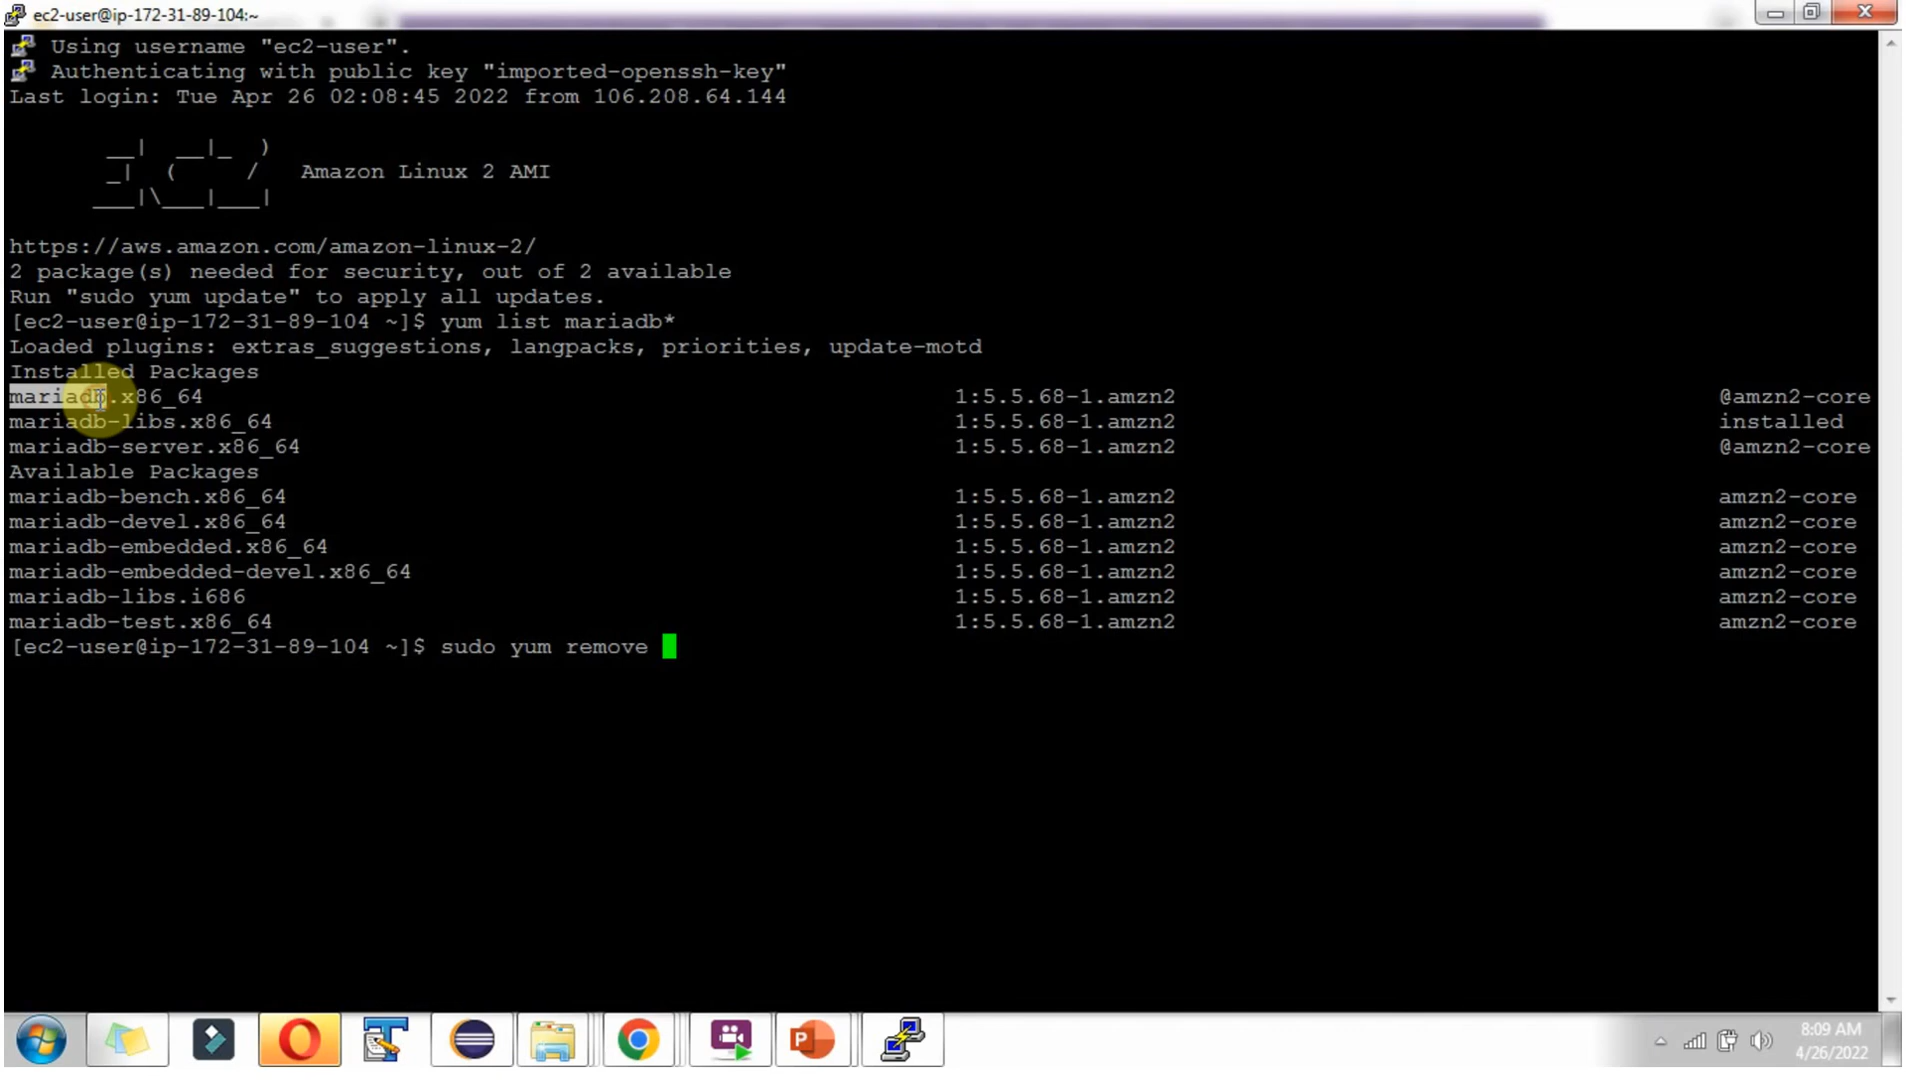 ec2-user@ip-172-31-89-104:~
Using username "ec2-user".
Authenticating with public key "imported-openssh-key"
Last login: Tue Apr 26 02:08:45 2022 from 106.208.64.144
__|  __|_  )
_|  (     /   Amazon Linux 2 AMI
___|\___|___|
https://aws.amazon.com/amazon-linux-2/
2 package(s) needed for security, out of 2 available
Run "sudo yum update" to apply all updates.
[ec2-user@ip-172-31-89-104 ~]$ yum list mariadb*
Loaded plugins: extras_suggestions, langpacks, priorities, update-motd
Installed Packages
mariadb.x86_64 1:5.5.68-1.amzn2 @amzn2-core
mariadb-libs.x86_64 1:5.5.68-1.amzn2 installed
mariadb-server.x86_64 1:5.5.68-1.amzn2 @amzn2-core
Available Packages
mariadb-bench.x86_64 1:5.5.68-1.amzn2 amzn2-core
mariadb-devel.x86_64 1:5.5.68-1.amzn2 amzn2-core
mariadb-embedded.x86_64 1:5.5.68-1.amzn2 amzn2-core
mariadb-embedded-devel.x86_64 1:5.5.68-1.amzn2 amzn2-core
mariadb-libs.i686 1:5.5.68-1.amzn2 amzn2-core
mariadb-test.x86_64 1:5.5.68-1.amzn2 amzn2-core
[ec2-user@ip-172-31-89-104 ~]$ sudo yum remove
8:09 AM
4/26/2022